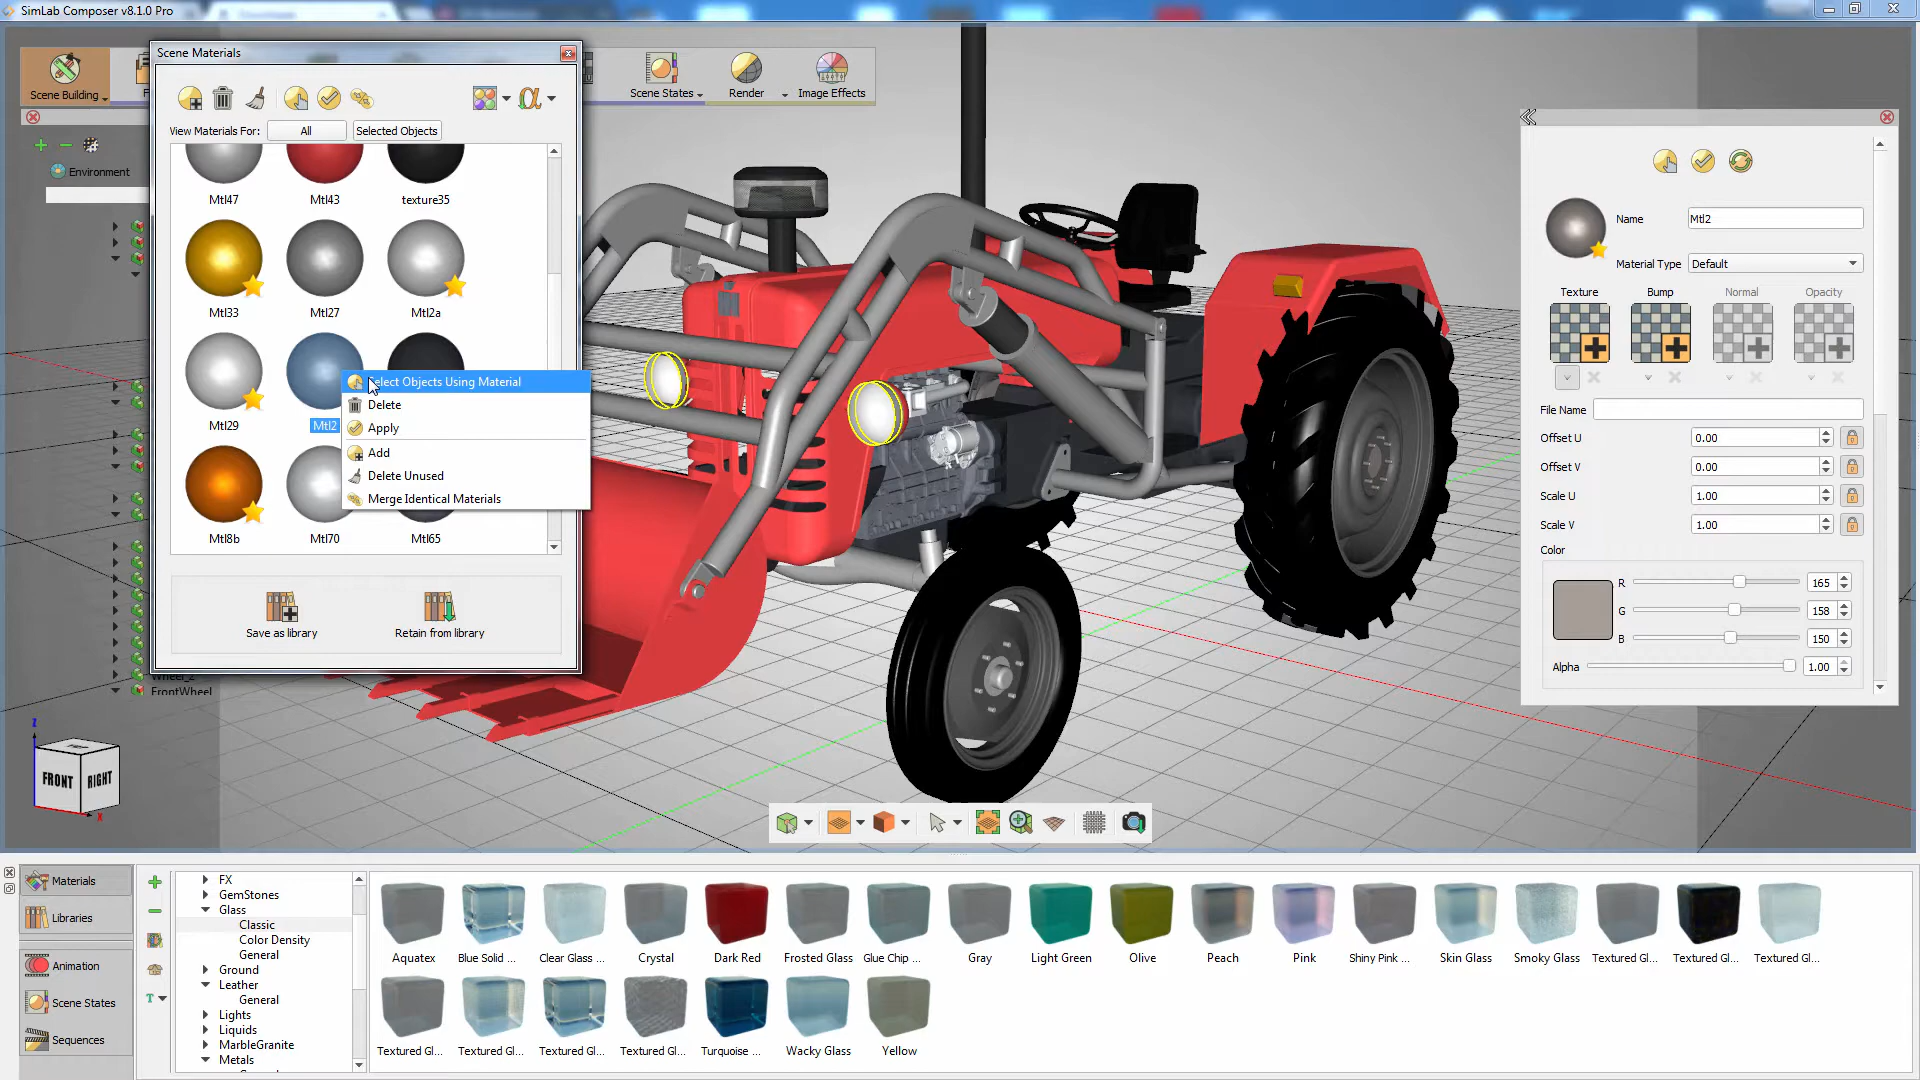 SimLab Composer v8.1.0 Pro
Scene Materials
Scene Building
Scene States
Render
Image Effects
View Materials For:
All
Selected Objects
Environment
Mtl47
Mtl43
texture35
Mtl33
Mtl27
Mtl2a
Mtl29
Mtl2
Select Objects Using Material
Delete
Apply
Add
Delete Unused
Merge Identical Materials
Mtl8b
Mtl70
Mtl65
Save as library
Retain from library
Wheel_2
FrontWheel
Z
FRONT
RIGHT
X
Name
Mtl2
Material Type
Default
Texture
Bump
Normal
Opacity
File Name
Offset U
0.00
Offset V
0.00
Scale U
1.00
Scale V
1.00
Color
R
165
G
158
B
150
Alpha
1.00
Materials
Libraries
Animation
Scene States
Sequences
T
FX
GemStones
Glass
Classic
Color Density
General
Ground
Leather
General
Lights
Liquids
MarbleGranite
Metals
Aquatex
Blue Solid ...
Clear Glass ...
Crystal
Dark Red
Frosted Glass
Glue Chip ...
Gray
Light Green
Olive
Peach
Pink
Shiny Pink ...
Skin Glass
Smoky Glass
Textured Gl...
Textured Gl...
Textured Gl...
Textured Gl...
Textured Gl...
Textured Gl...
Textured Gl...
Turquoise ...
Wacky Glass
Yellow